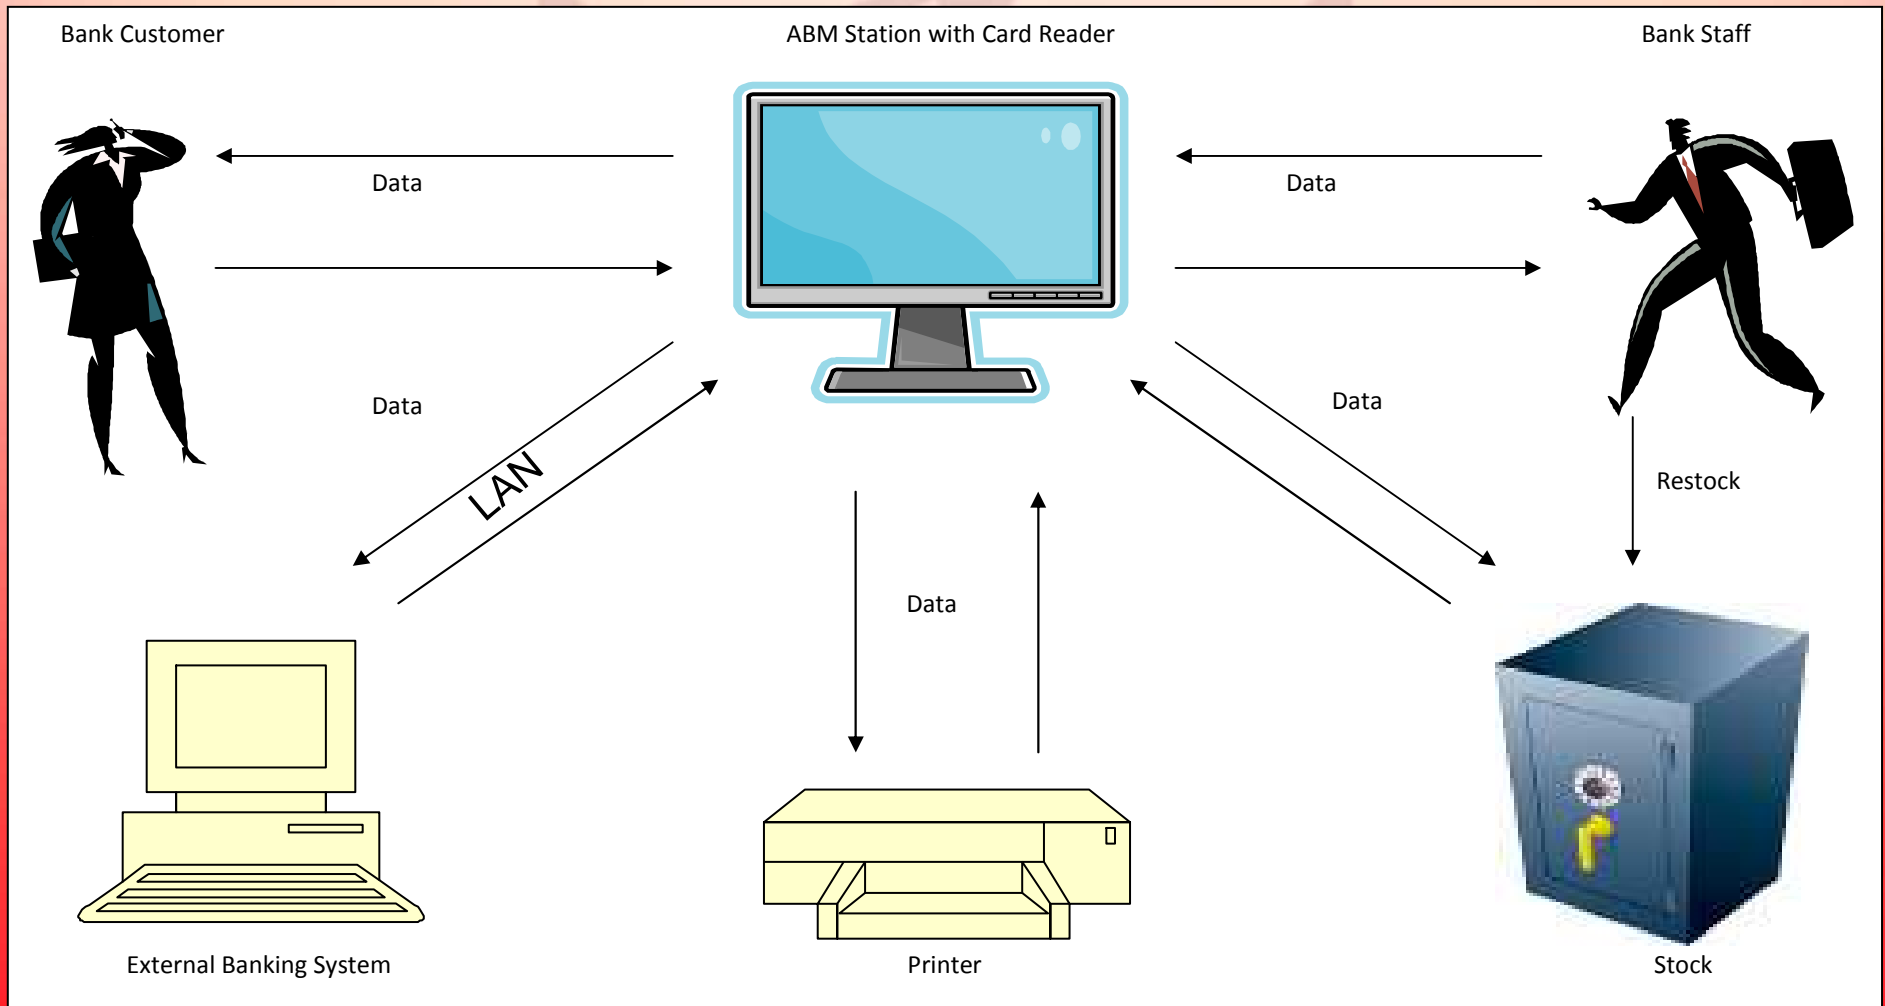 Bank Customer
ABM Station with Card Reader
Bank Staff
Data
Data
Data
Data
LAN
Restock
Data
External Banking System
Printer
Stock